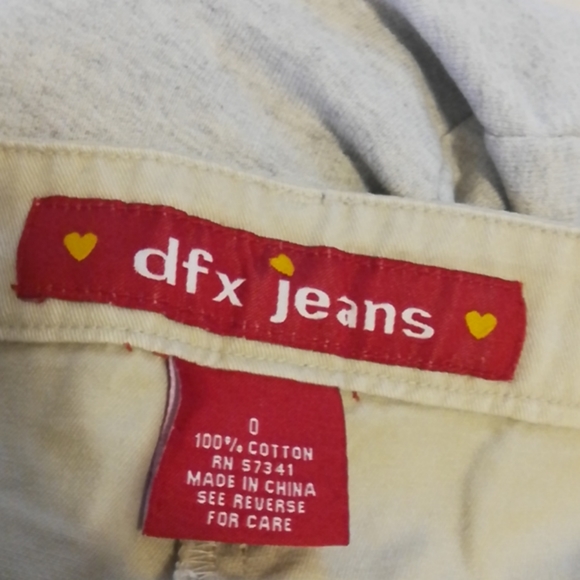 dfx jeans
0
100% COTTON
RN 57341
MADE IN CHINA
SEE REVERSE
FOR CARE